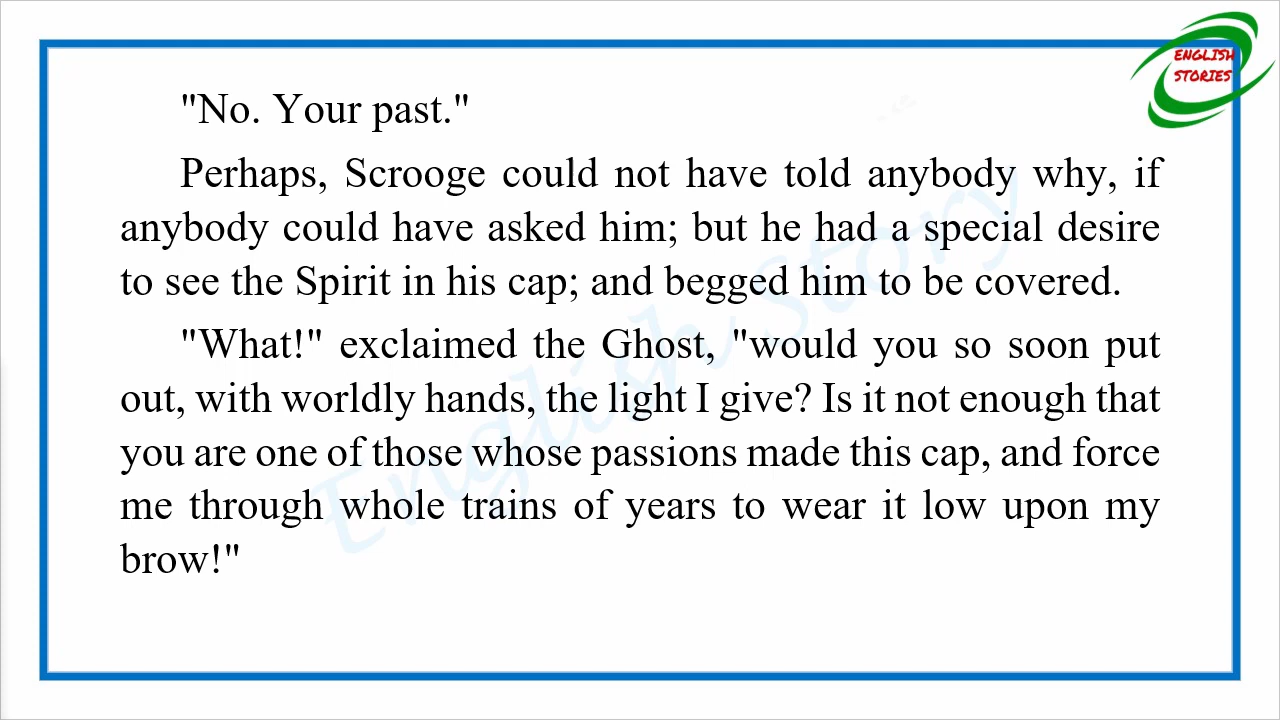 ENGLISH
STORIES
"No. Your past."
Perhaps, Scrooge could not have told anybody why, if
anybody could have asked him; but he had a special desire
to see the Spirit in his cap; and begged him to be covered.
"What!" exclaimed the Ghost, "would you so soon put
out, with worldly hands, the light I give? Is it not enough that
you are one of those whose passions made this cap, and force
me through whole trains of years to wear it low upon my
brow!"
English Story